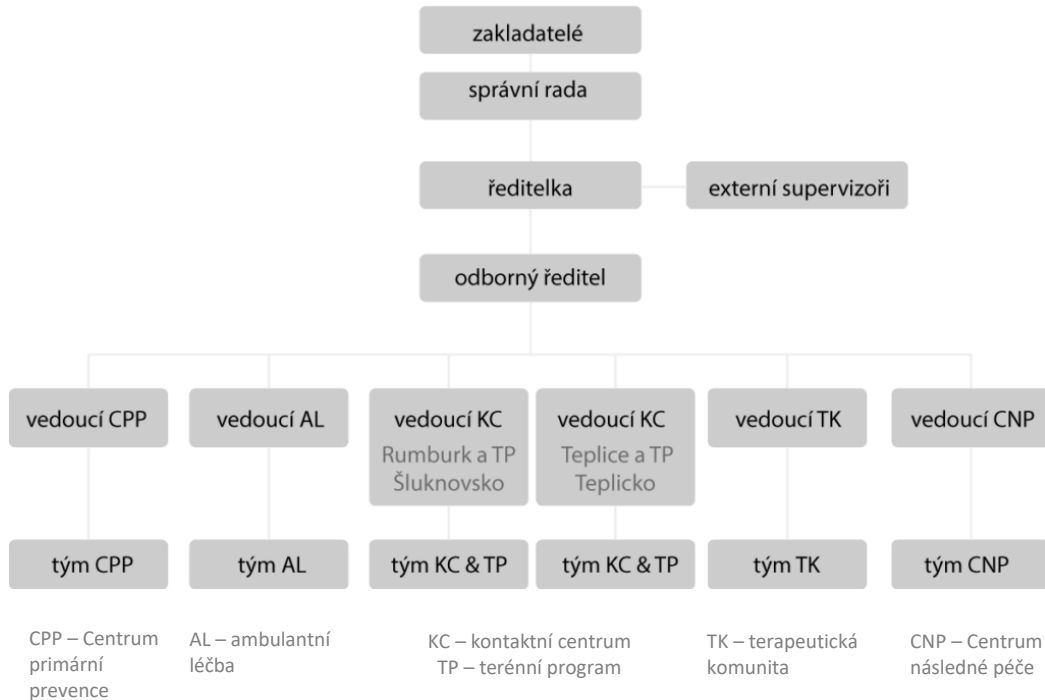 zakladatelé
správní rada
ředitelka
externí supervizoři
odborný ředitel
vedoucí CPP
vedoucí AL
vedoucí KC
Rumburk a TP
Šluknovsko
vedoucí KC
Teplice a TP
Teplicko
vedoucí TK
vedoucí CNP
tým CPP
tým AL
tým KC & TP
tým KC & TP
tým TK
tým CNP
CPP – Centrum
primární
prevence
AL – ambulantní
léčba
KC – kontaktní centrum
TP – terénní program
TK – terapeutická
komunita
CNP – Centrum
následné péče